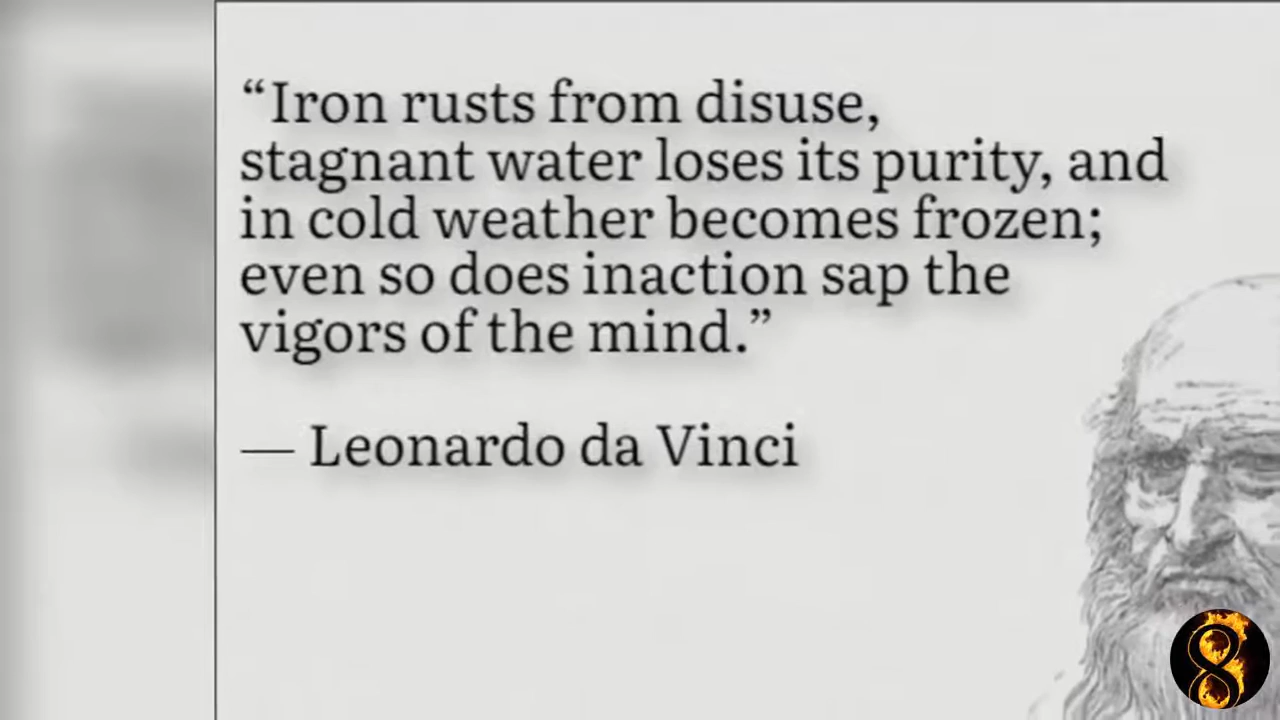 “Iron rusts from disuse,
stagnant water loses its purity, and
in cold weather becomes frozen;
even so does inaction sap the
vigors of the mind.”
— Leonardo da Vinci
8